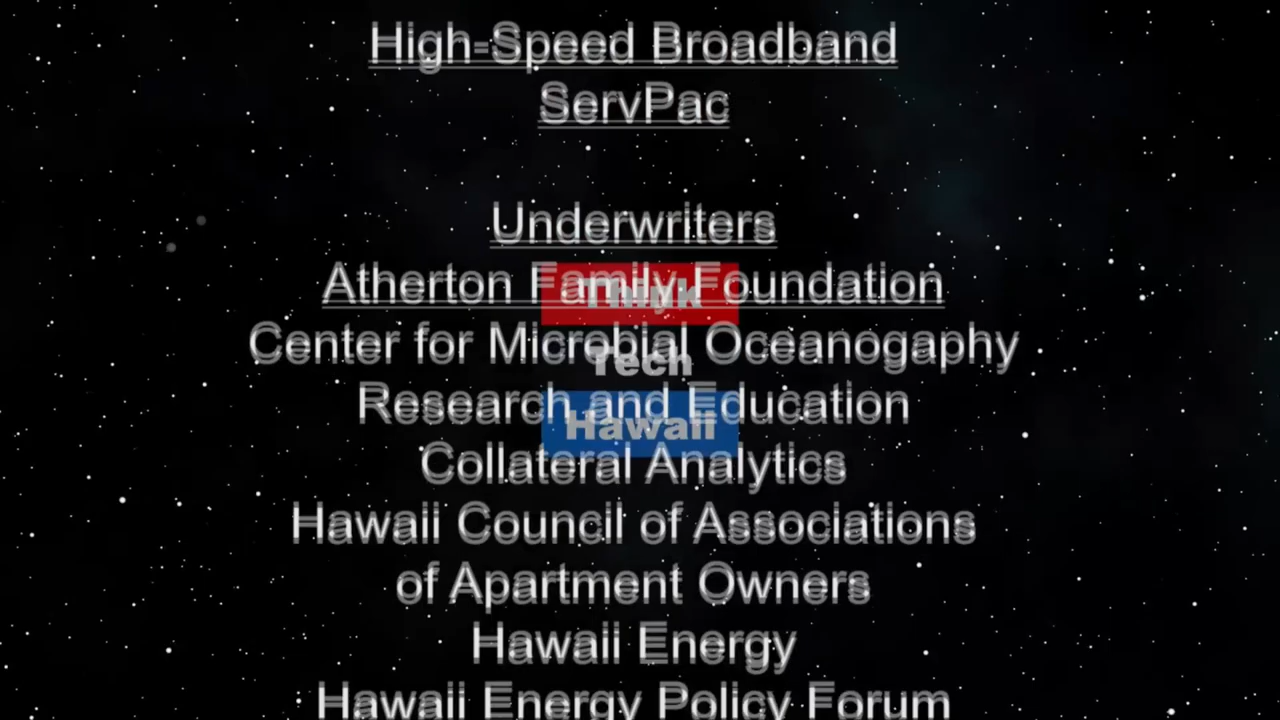 High-Speed Broadband
ServPac
Underwriters
Atherton Family Foundation
Think
Center for Microbial Oceanogaphy
Tech
Research and Education
Hawaii
Collateral Analytics
Hawaii Council of Associations
of Apartment Owners
Hawaii Energy
Hawaii Energy Policy Forum